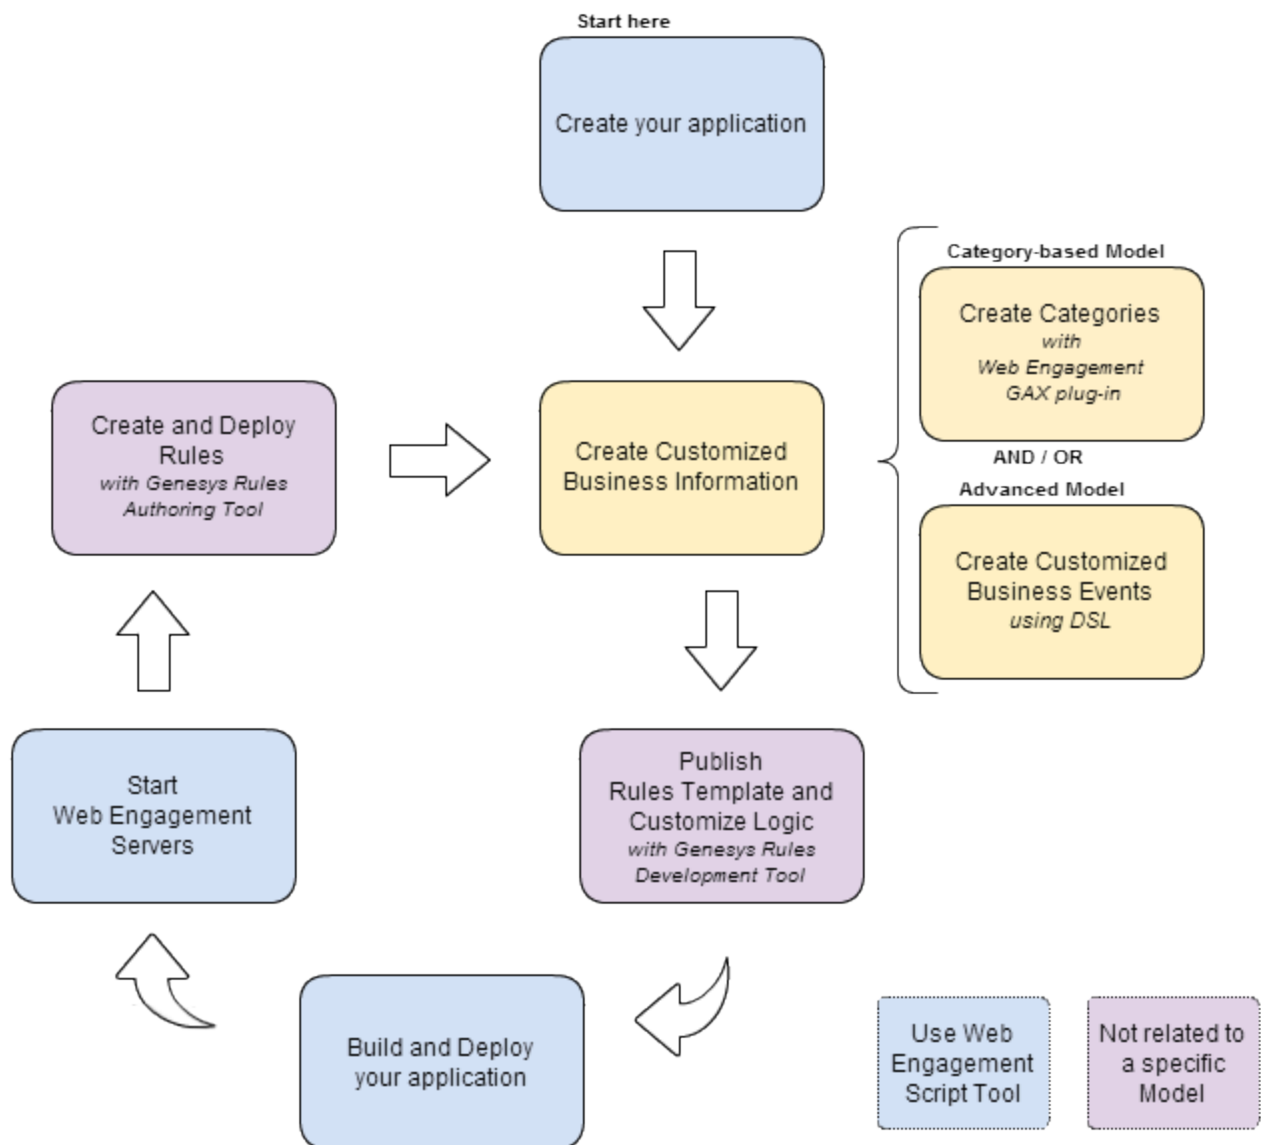 Start here
Create your application
Category-based Model
Create Categories
with
Web Engagement
GAX plug-in
AND / OR
Advanced Model
Create Customized
Business Events
using DSL
Create and Deploy
Rules
with Genesys Rules
Authoring Tool
Create Customized
Business Information
Start
Web Engagement
Servers
Publish
Rules Template and
Customize Logic
with Genesys Rules
Development Tool
Build and Deploy
your application
Use Web
Engagement
Script Tool
Not related to
a specific
Model